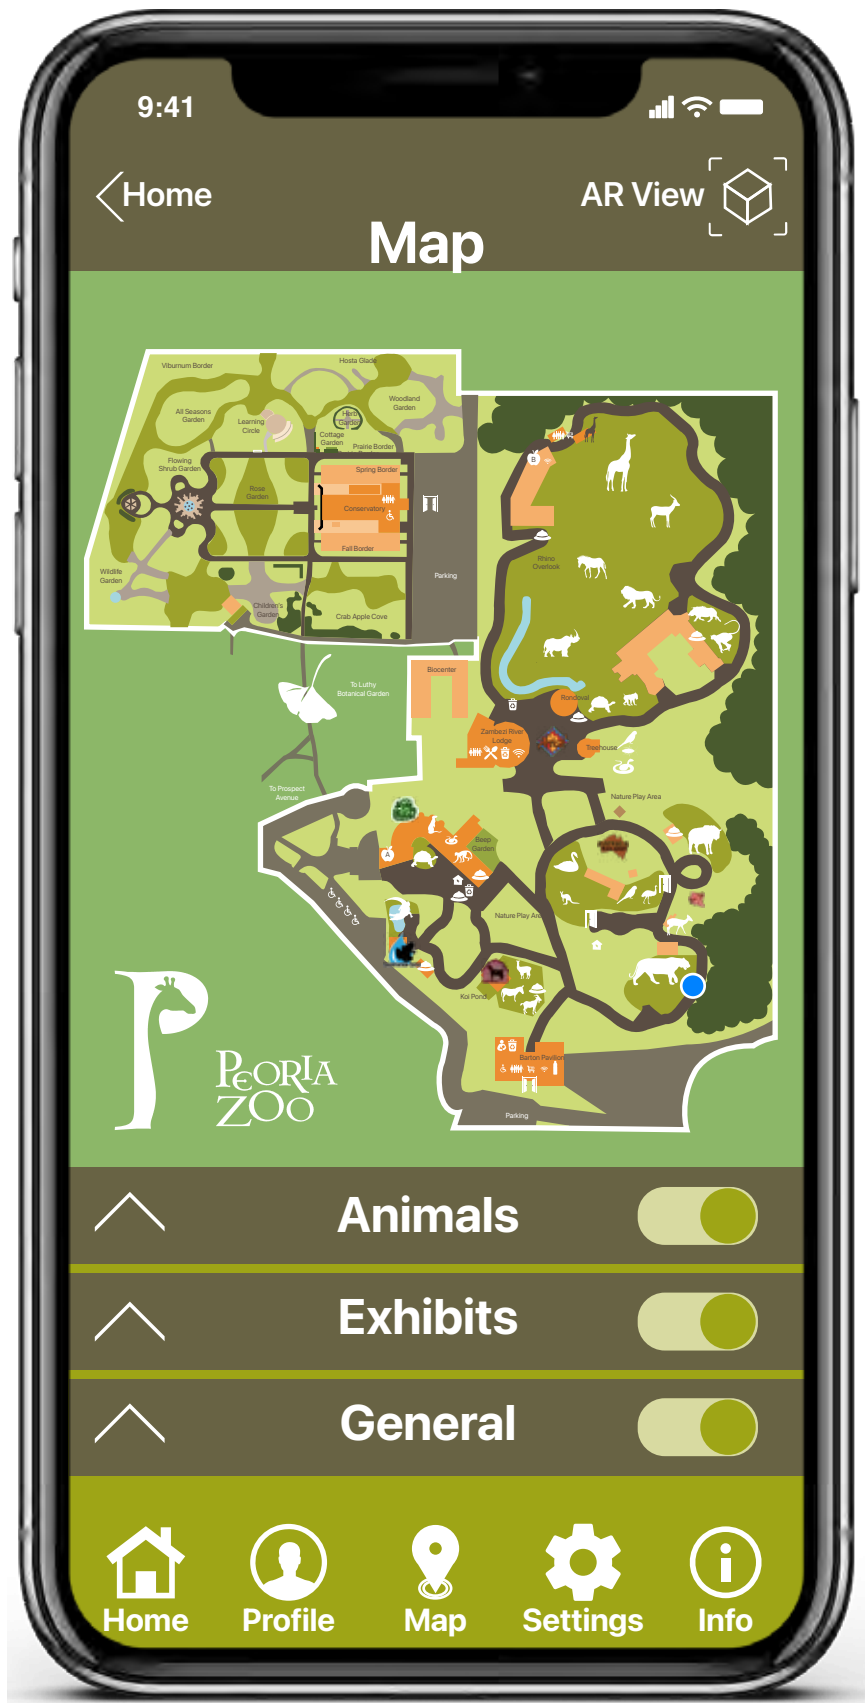 9:41
Home
AR View
Map
Viburnum Border
Hosta Glade
Woodland
Garden
All Seasons
Garden
Learning
Circle
Herb
Garden
Cottage
Garden
Prairie Border
Flowing
Shrub Garden
Spring Border
Rose
Garden
Conservatory
Fall Border
Wildlife
Garden
Children's
Garden
Crab Apple Cove
Parking
B
Rhino
Overlook
Biocenter
To Luthy
Botanical Garden
Rondoval
Zambezi River
Lodge
Treehouse
To Prospect
Avenue
Nature Play Area
A
Beep
Garden
Nature Play Area
Koi Pond
Barton Pavilion
Parking
PEORIA
ZOO
Animals
Exhibits
General
Home
Profile
Map
Settings
Info